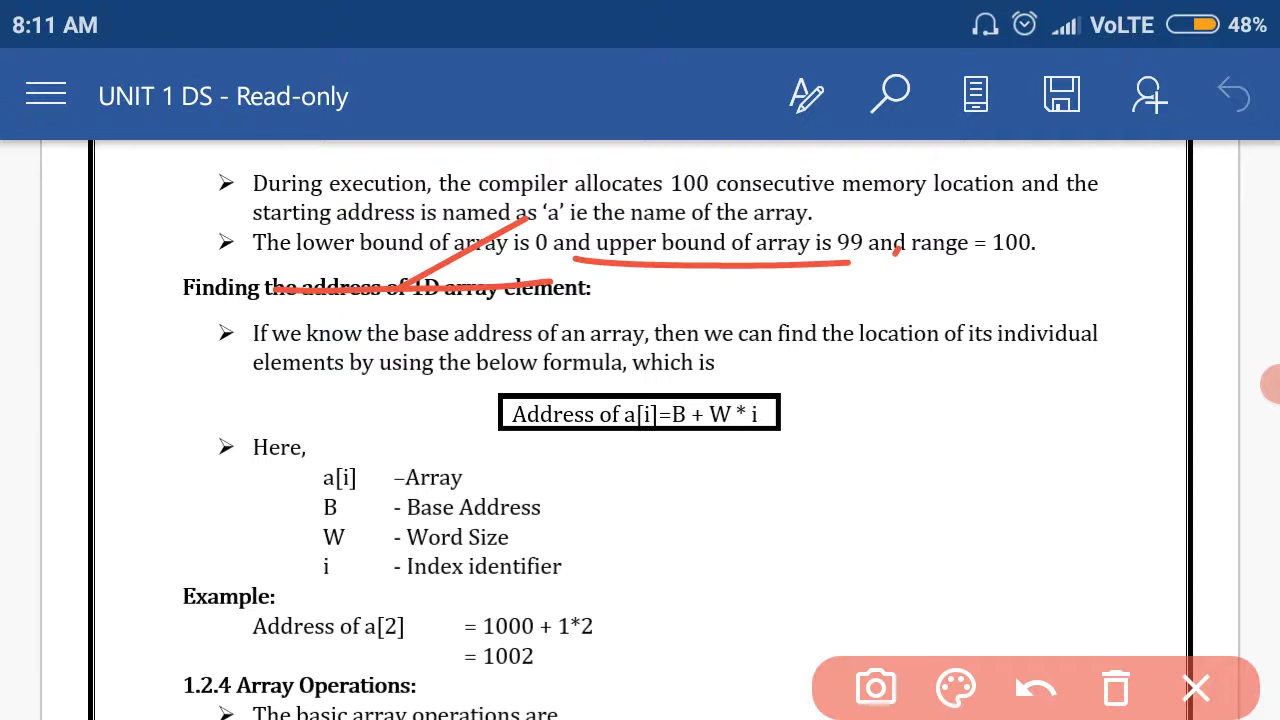 8:11 AM
VoLTE 48%
UNIT 1 DS - Read-only
➢ During execution, the compiler allocates 100 consecutive memory location and the
starting address is named as ‘a’ ie the name of the array.
➢ The lower bound of array is 0 and upper bound of array is 99 and range = 100.
Finding the address of 1D array element:
➢ If we know the base address of an array, then we can find the location of its individual
elements by using the below formula, which is
Address of a[i]=B + W * i
➢ Here,
a[i] –Array
B - Base Address
W - Word Size
i - Index identifier
Example:
Address of a[2] = 1000 + 1*2
= 1002
1.2.4 Array Operations:
➢ The basic array operations are